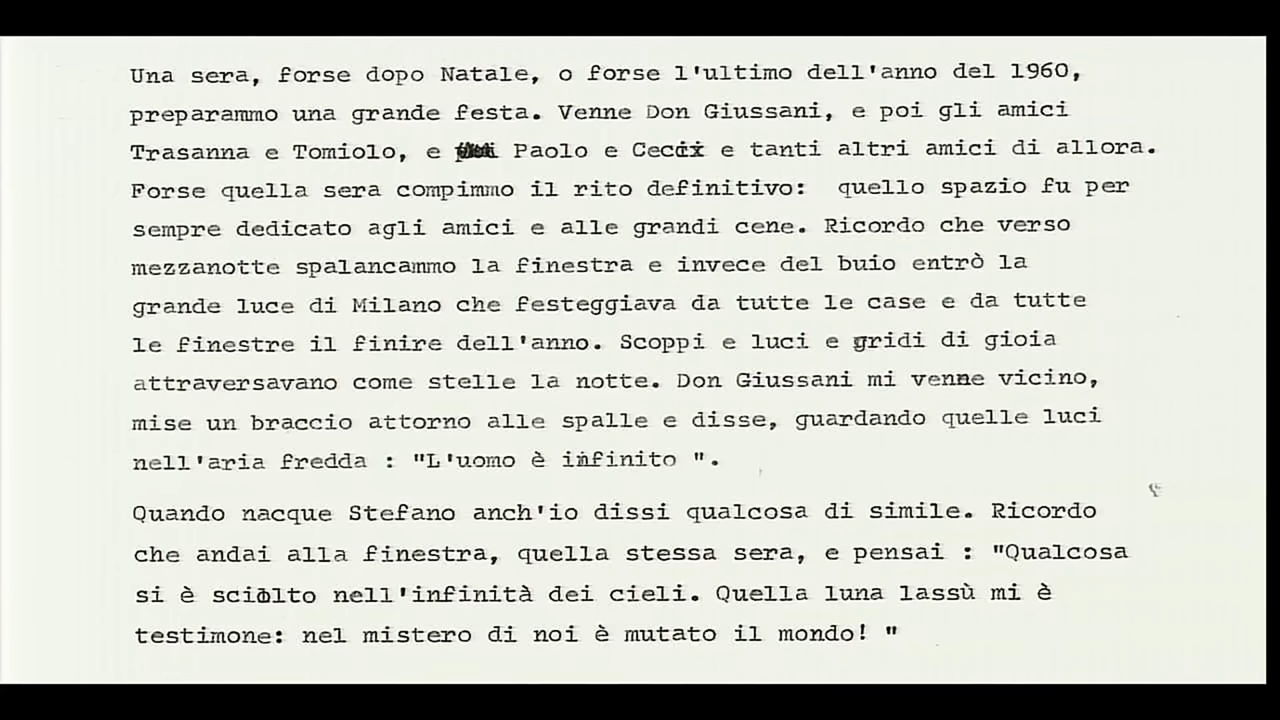 Una sera, forse dopo Natale, o forse l'ultimo dell'anno del 1960,
preparammo una grande festa. Venne Don Giussani, e poi gli amici
Trasanna e Tomiolo, e Paolo e e tanti altri amici di allora.
Forse quella sera compimmo il rito definitivo: quello spazio fu per
sempre dedicato agli amici e alle grandi cene. Ricordo che verso
mezzanotte spalancammo la finestra e invece del buio entrò la
grande luce di Milano che festeggiava da tutte le case e da tutte
le finestre il finire dell'anno. Scoppi e luci e gridi di gioia
attraversavano come stelle la notte. Don Giussani mi venne vicino,
mise un braccio attorno alle spalle e disse, guardando quelle luci
nell'aria fredda : "L'uomo è infinito ".
Quando nacque Stefano anch'io dissi qualcosa di simile. Ricordo
che andai alla finestra, quella stessa sera, e pensai : "Qualcosa
si è sciolto nell'infinità dei cieli. Quella luna lassù mi è
testimone: nel mistero di noi è mutato il mondo! "